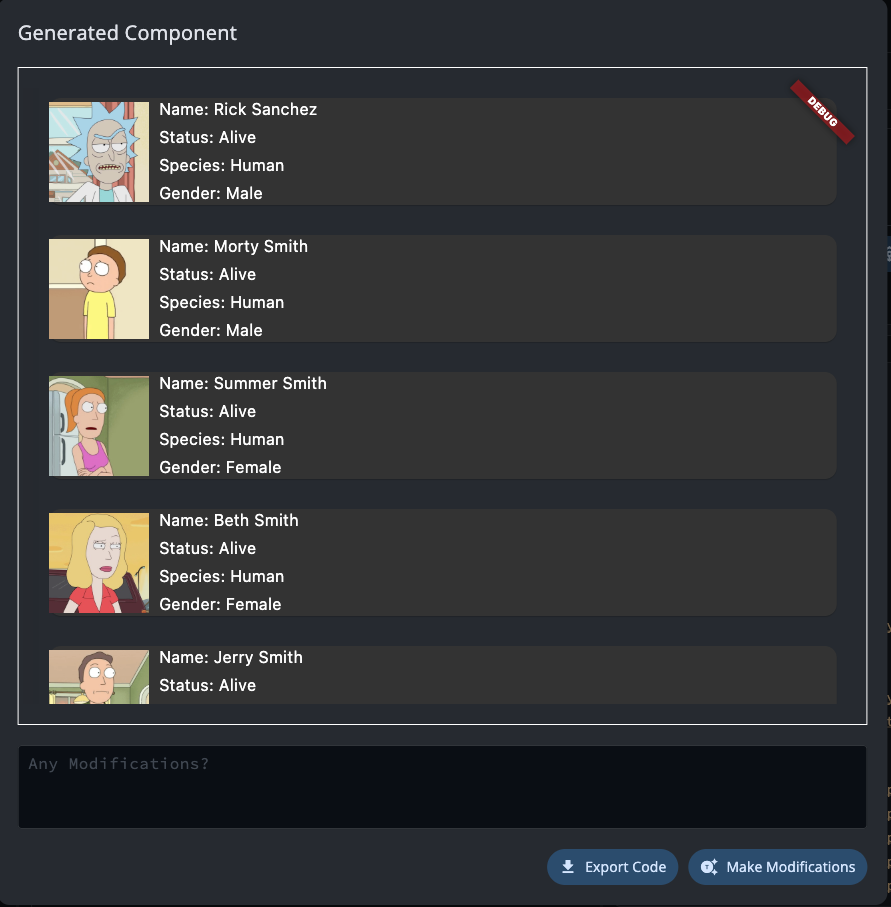 Generated Component
DEBUG
Name: Rick Sanchez
Status: Alive
Species: Human
Gender: Male
Name: Morty Smith
Status: Alive
Species: Human
Gender: Male
Name: Summer Smith
Status: Alive
Species: Human
Gender: Female
Name: Beth Smith
Status: Alive
Species: Human
Gender: Female
Name: Jerry Smith
Status: Alive
Any Modifications?
Export Code
Make Modifications